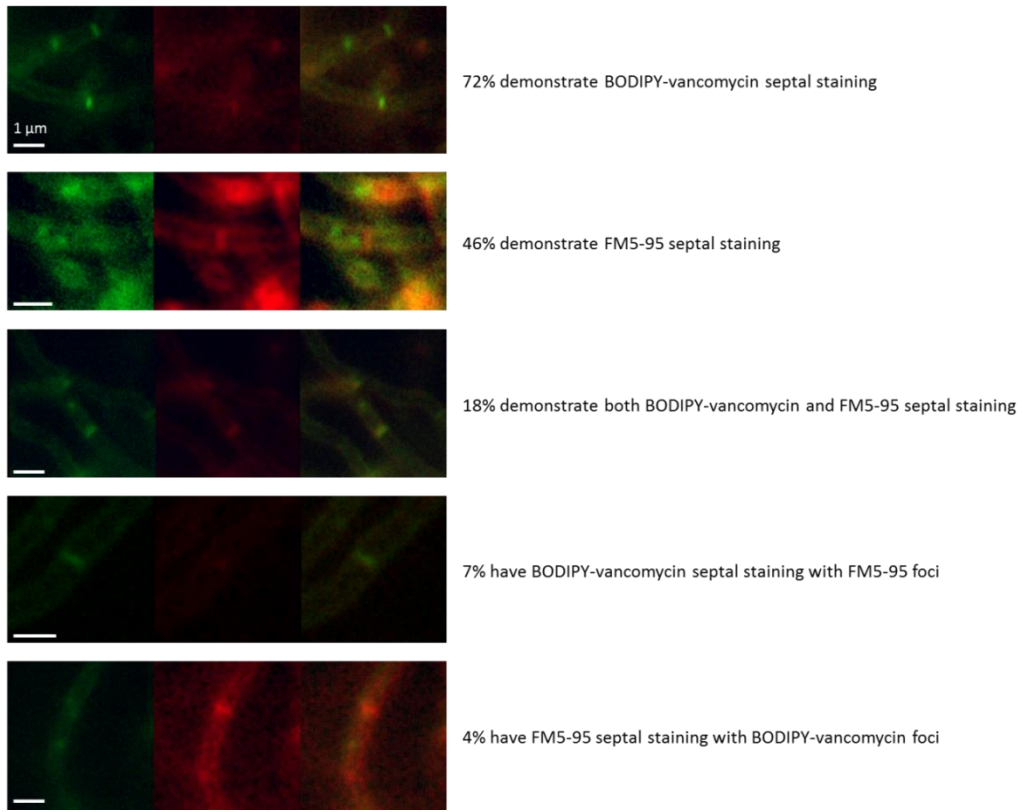 72% demonstrate BODIPY-vancomycin septal staining
1 μm
46% demonstrate FM5-95 septal staining
18% demonstrate both BODIPY-vancomycin and FM5-95 septal staining
7% have BODIPY-vancomycin septal staining with FM5-95 foci
4% have FM5-95 septal staining with BODIPY-vancomycin foci